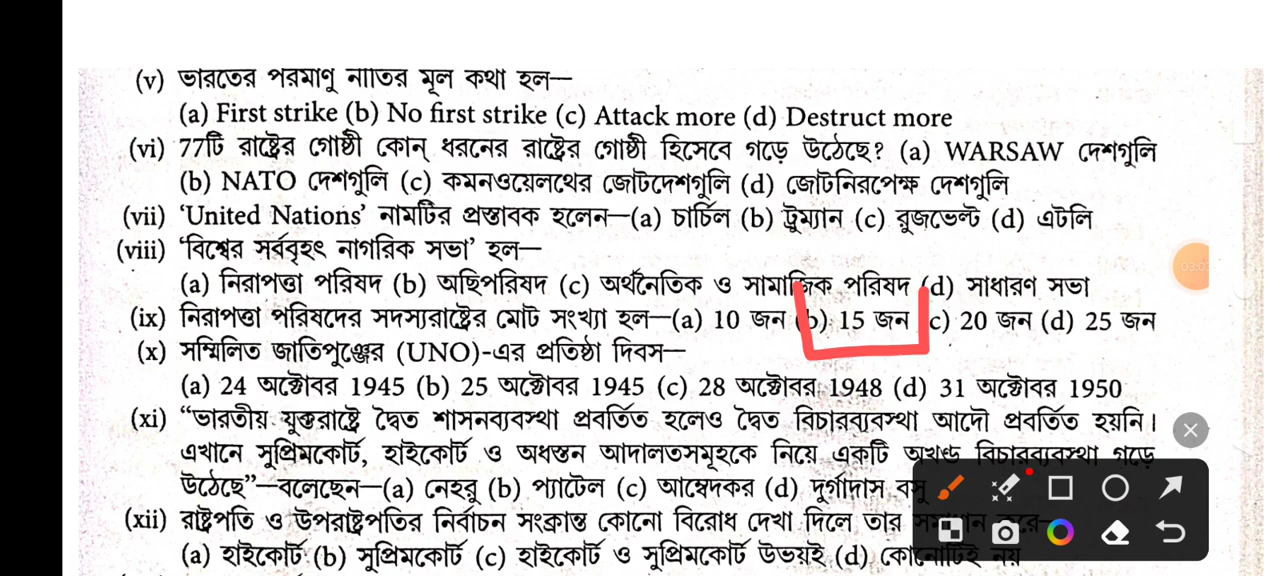 (v) ভারতের পরমাণু নীতির মূল কথা হল—
(a) First strike (b) No first strike (c) Attack more (d) Destruct more
(vi) 77টি রাষ্ট্রের গোষ্ঠী কোন্ ধরনের রাষ্ট্রের গোষ্ঠী হিসেবে গড়ে উঠেছে? (a) WARSAW দেশগুলি
(b) NATO দেশগুলি (c) কমনওয়েলথের জোটদেশগুলি (d) জোটনিরপেক্ষ দেশগুলি
(vii) ‘United Nations’ নামটির প্রস্তাবক হলেন—(a) চার্চিল (b) ট্রুম্যান (c) রুজভেল্ট (d) এটলি
(viii) ‘বিশ্বের সর্ববৃহৎ নাগরিক সভা’ হল—
(a) নিরাপত্তা পরিষদ (b) অছিপরিষদ (c) অর্থনৈতিক ও সামাজিক পরিষদ (d) সাধারণ সভা
(ix) নিরাপত্তা পরিষদের সদস্যরাষ্ট্রের মোট সংখ্যা হল—(a) 10 জন (b) 15 জন (c) 20 জন (d) 25 জন
(x) সম্মিলিত জাতিপুঞ্জের (UNO)-এর প্রতিষ্ঠা দিবস—
(a) 24 অক্টোবর 1945 (b) 25 অক্টোবর 1945 (c) 28 অক্টোবর 1948 (d) 31 অক্টোবর 1950
(xi) “ভারতীয় যুক্তরাষ্ট্রে দ্বৈত শাসনব্যবস্থা প্রবর্তিত হলেও দ্বৈত বিচারব্যবস্থা আদৌ প্রবর্তিত হয়নি।
এখানে সুপ্রিমকোর্ট, হাইকোর্ট ও অধস্তন আদালতসমূহকে নিয়ে একটি অখণ্ড বিচারব্যবস্থা গড়ে
উঠেছে”—বলেছেন—(a) নেহরু (b) প্যাটেল (c) আম্বেদকর (d) দুর্গাদাস বসু
(xii) রাষ্ট্রপতি ও উপরাষ্ট্রপতির নির্বাচন সংক্রান্ত কোনো বিরোধ দেখা দিলে তার সমাধান করে—
(a) হাইকোর্ট (b) সুপ্রিমকোর্ট (c) হাইকোর্ট ও সুপ্রিমকোর্ট উভয়ই (d) কোনোটিই নয়